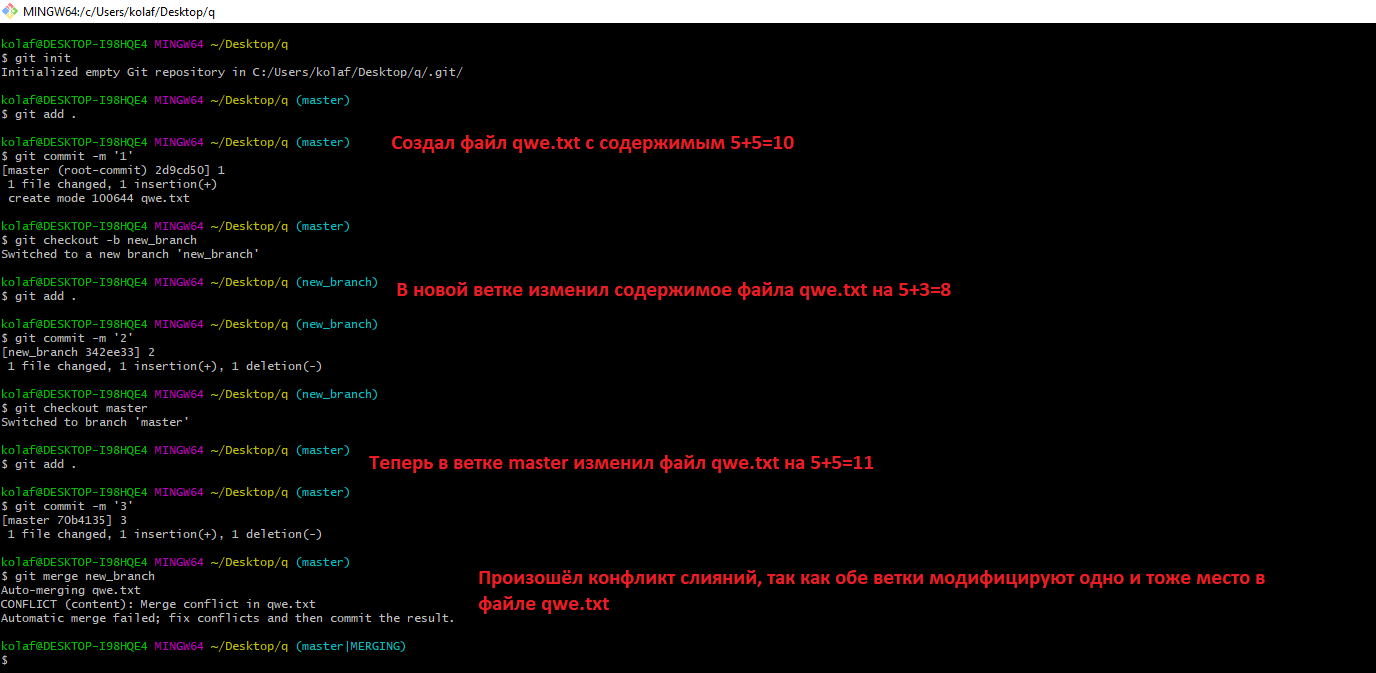 MINGW64:/c/Users/kolaf/Desktop/q
kolaf@DESKTOP-I98HQE4 MINGW64 ~/Desktop/q
$ git init
Initialized empty Git repository in C:/Users/kolaf/Desktop/q/.git/
kolaf@DESKTOP-I98HQE4 MINGW64 ~/Desktop/q (master)
$ git add .
kolaf@DESKTOP-I98HQE4 MINGW64 ~/Desktop/q (master)
Создал файл qwe.txt с содержимым 5+5=10
$ git commit -m '1'
[master (root-commit) 2d9cd50] 1
1 file changed, 1 insertion(+)
create mode 100644 qwe.txt
kolaf@DESKTOP-I98HQE4 MINGW64 ~/Desktop/q (master)
$ git checkout -b new_branch
Switched to a new branch 'new_branch'
kolaf@DESKTOP-I98HQE4 MINGW64 ~/Desktop/q (new_branch)
В новой ветке изменил содержимое файла qwe.txt на 5+3=8
$ git add .
kolaf@DESKTOP-I98HQE4 MINGW64 ~/Desktop/q (new_branch)
$ git commit -m '2'
[new_branch 342ee33] 2
1 file changed, 1 insertion(+), 1 deletion(-)
kolaf@DESKTOP-I98HQE4 MINGW64 ~/Desktop/q (new_branch)
$ git checkout master
Switched to branch 'master'
kolaf@DESKTOP-I98HQE4 MINGW64 ~/Desktop/q (master)
$ git add .
Теперь в ветке master изменил файл qwe.txt на 5+5=11
kolaf@DESKTOP-I98HQE4 MINGW64 ~/Desktop/q (master)
$ git commit -m '3'
[master 70b4135] 3
1 file changed, 1 insertion(+), 1 deletion(-)
kolaf@DESKTOP-I98HQE4 MINGW64 ~/Desktop/q (master)
$ git merge new_branch
Auto-merging qwe.txt
CONFLICT (content): Merge conflict in qwe.txt
Automatic merge failed; fix conflicts and then commit the result.
Произошёл конфликт слияний, так как обе ветки модифицируют одно и тоже место в
файле qwe.txt
kolaf@DESKTOP-I98HQE4 MINGW64 ~/Desktop/q (master|MERGING)
$